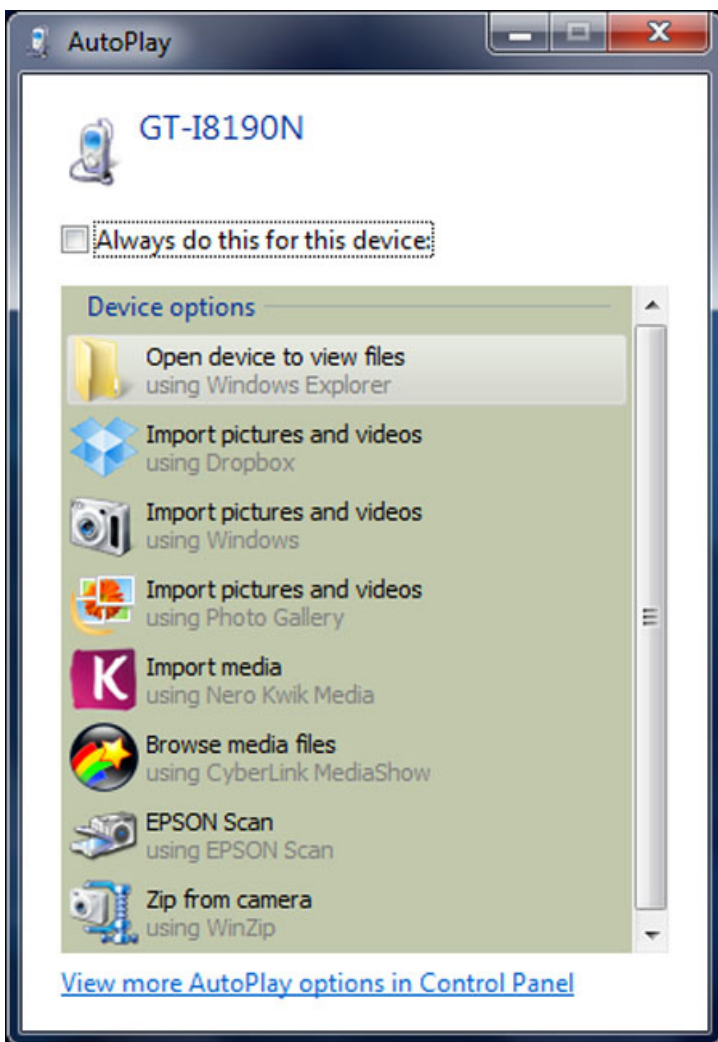 AutoPlay
GT-I8190N
Always do this for this device:
Device options
Open device to view files
using Windows Explorer
Import pictures and videos
using Dropbox
Import pictures and videos
using Windows
Import pictures and videos
using Photo Gallery
K
Import media
using Nero Kwik Media
Browse media files
using CyberLink MediaShow
EPSON Scan
using EPSON Scan
Zip from camera
using WinZip
View more AutoPlay options in Control Panel